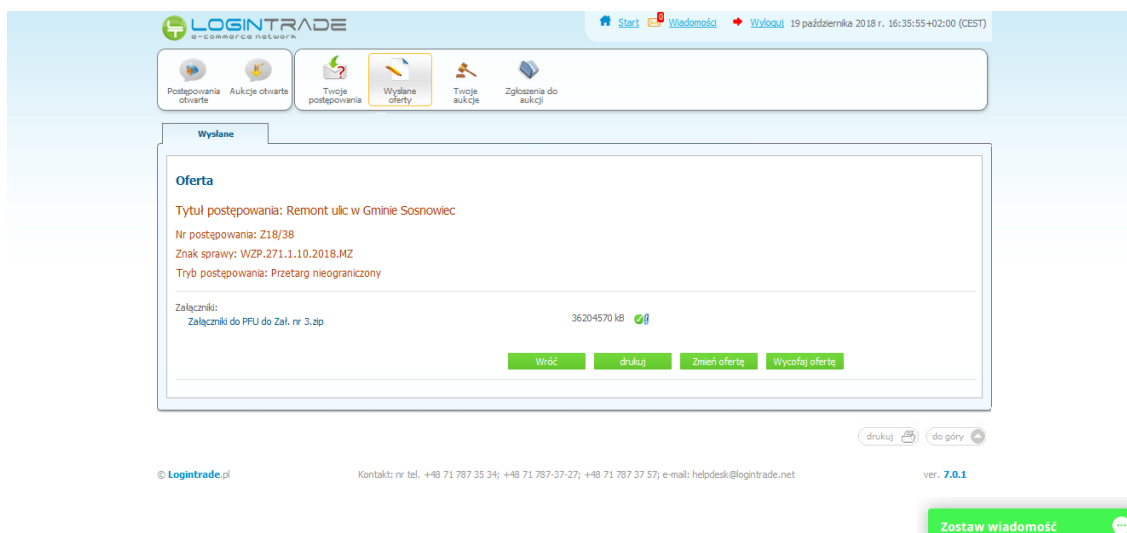 LOGINTRADE
e-commerce network
Start 0 Wiadomości Wyloguj 19 października 2018 r. 16:35:55+02:00 (CEST)
Postępowania otwarte
Aukcje otwarte
Twoje postępowania
Wysłane oferty
Twoje aukcje
Zgłoszenia do aukcji
Wysłane
Oferta
Tytuł postępowania: Remont ulic w Gminie Sosnowiec
Nr postępowania: Z18/38
Znak sprawy: WZP.271.1.10.2018.MZ
Tryb postępowania: Przetarg nieograniczony
Załączniki:
Załączniki do PFU do Zał. nr 3.zip 36204570 kB
Wróć drukuj Zmień ofertę Wycofaj ofertę
drukuj do góry
© Logintrade.pl Kontakt: nr tel. +48 71 787 35 34; +48 71 787-37-27; +48 71 787 37 57; e-mail: helpdesk@logintrade.net ver. 7.0.1
Zostaw wiadomość